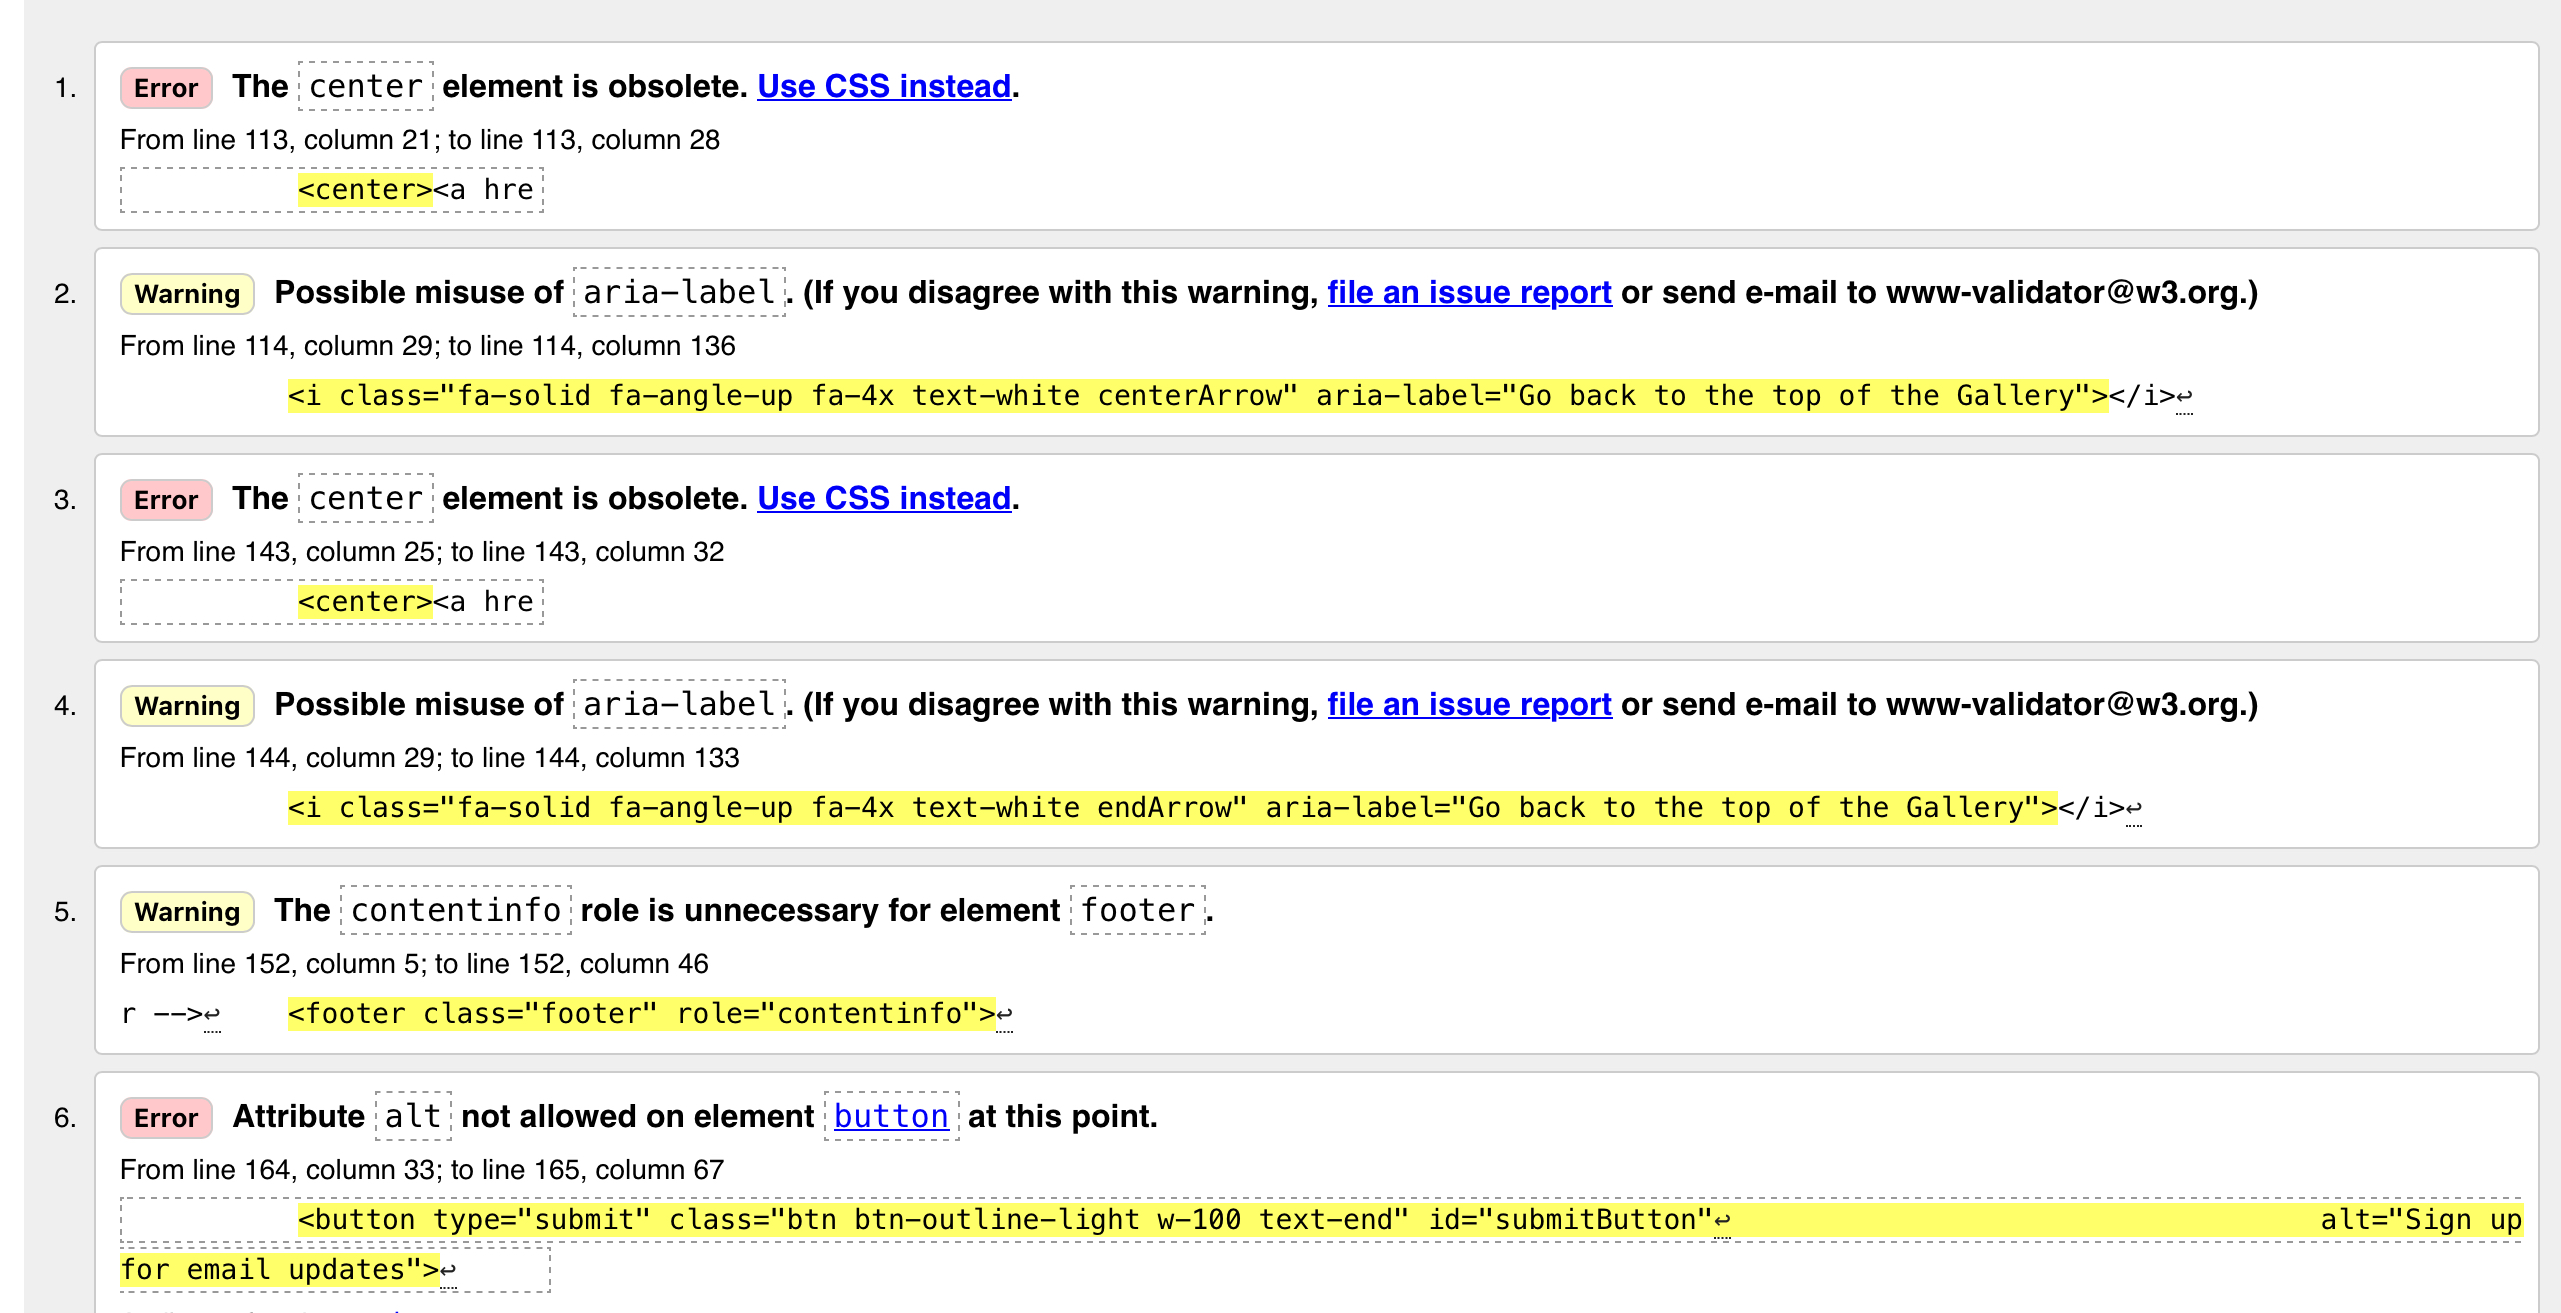 1. Error The center element is obsolete. Use CSS instead.
From line 113, column 21; to line 113, column 28
<center><a hre
2. Warning Possible misuse of aria-label. (If you disagree with this warning, file an issue report or send e-mail to www-validator@w3.org.)
From line 114, column 29; to line 114, column 136
<i class="fa-solid fa-angle-up fa-4x text-white centerArrow" aria-label="Go back to the top of the Gallery"></i>↩
3. Error The center element is obsolete. Use CSS instead.
From line 143, column 25; to line 143, column 32
<center><a hre
4. Warning Possible misuse of aria-label. (If you disagree with this warning, file an issue report or send e-mail to www-validator@w3.org.)
From line 144, column 29; to line 144, column 133
<i class="fa-solid fa-angle-up fa-4x text-white endArrow" aria-label="Go back to the top of the Gallery"></i>↩
5. Warning The contentinfo role is unnecessary for element footer.
From line 152, column 5; to line 152, column 46
r -->↩ <footer class="footer" role="contentinfo">↩
6. Error Attribute alt not allowed on element button at this point.
From line 164, column 33; to line 165, column 67
<button type="submit" class="btn btn-outline-light w-100 text-end" id="submitButton"↩ alt="Sign up
for email updates">↩